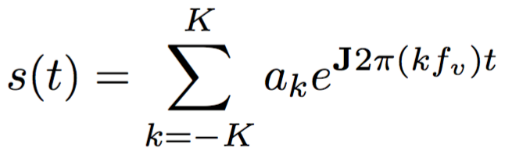 s(t) = \sum_{k=-K}^{K} a_k e^{\mathbf{J}2\pi(kf_v)t}